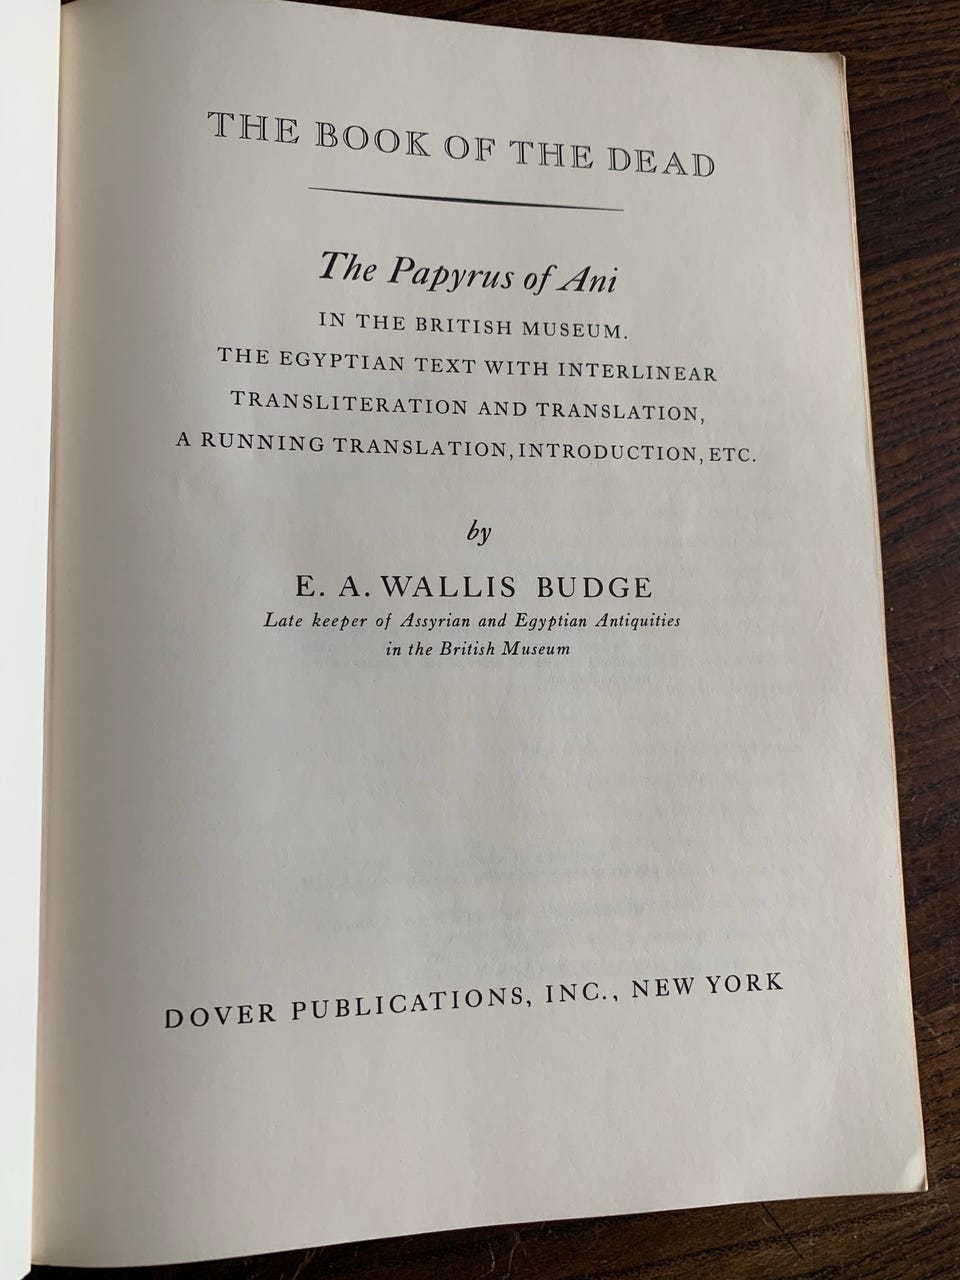 THE BOOK OF THE DEAD
The Papyrus of Ani
IN THE BRITISH MUSEUM.
THE EGYPTIAN TEXT WITH INTERLINEAR
TRANSLITERATION AND TRANSLATION,
A RUNNING TRANSLATION, INTRODUCTION, ETC.
by
E. A. WALLIS BUDGE
Late keeper of Assyrian and Egyptian Antiquities
in the British Museum
DOVER PUBLICATIONS, INC., NEW YORK